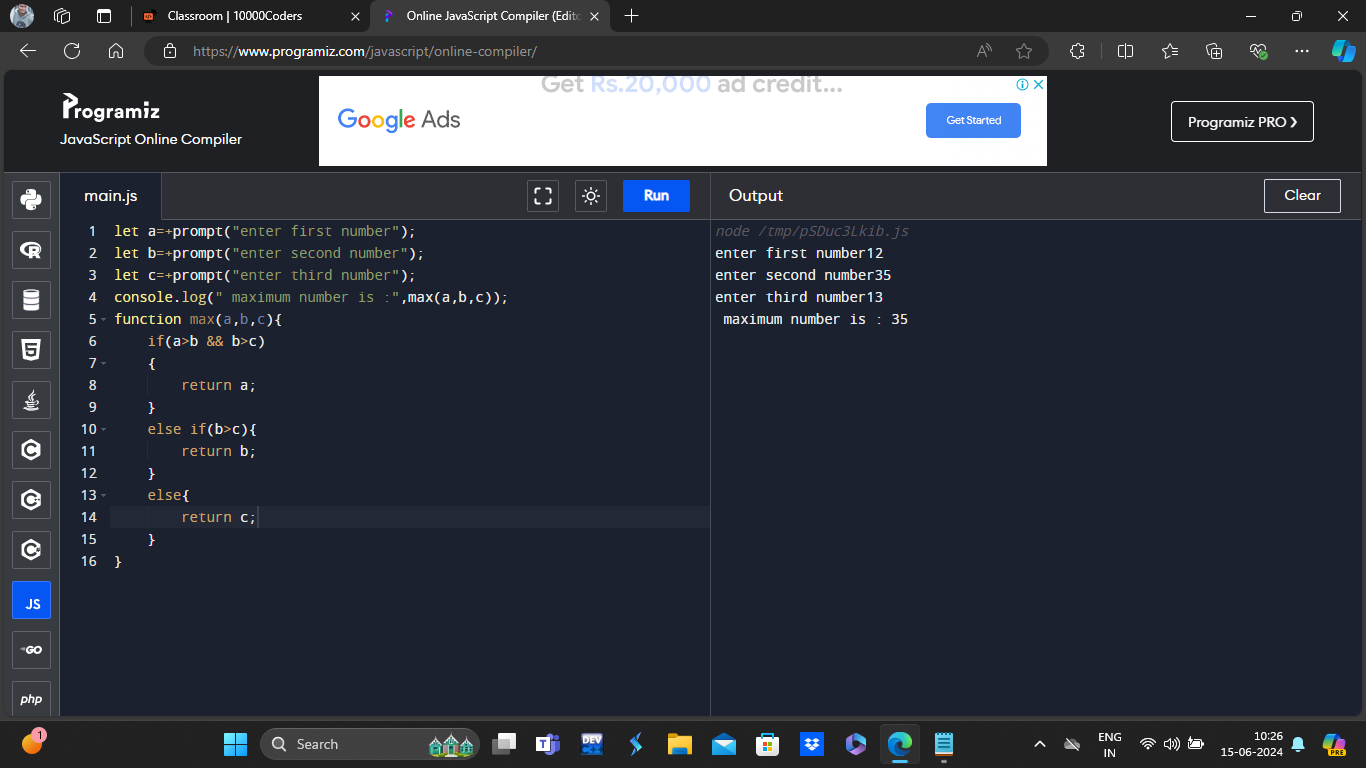 Classroom | 10000Coders
Online JavaScript Compiler (Edito
https://www.programiz.com/javascript/online-compiler/
Programiz
JavaScript Online Compiler
Get Rs.20,000 ad credit...
Google Ads
Get Started
Programiz PRO ❯
main.js
Run
Output
Clear
1 let a=+prompt("enter first number");
2 let b=+prompt("enter second number");
3 let c=+prompt("enter third number");
4 console.log(" maximum number is :",max(a,b,c));
5 function max(a,b,c){
6     if(a>b && b>c)
7     {
8         return a;
9     }
10     else if(b>c){
11         return b;
12     }
13     else{
14         return c;
15     }
16 }
node /tmp/pSDuc3Lkib.js
enter first number12
enter second number35
enter third number13
 maximum number is : 35
JS
GO
php
1
Search
DEV
ENG
IN
10:26
15-06-2024
PRE